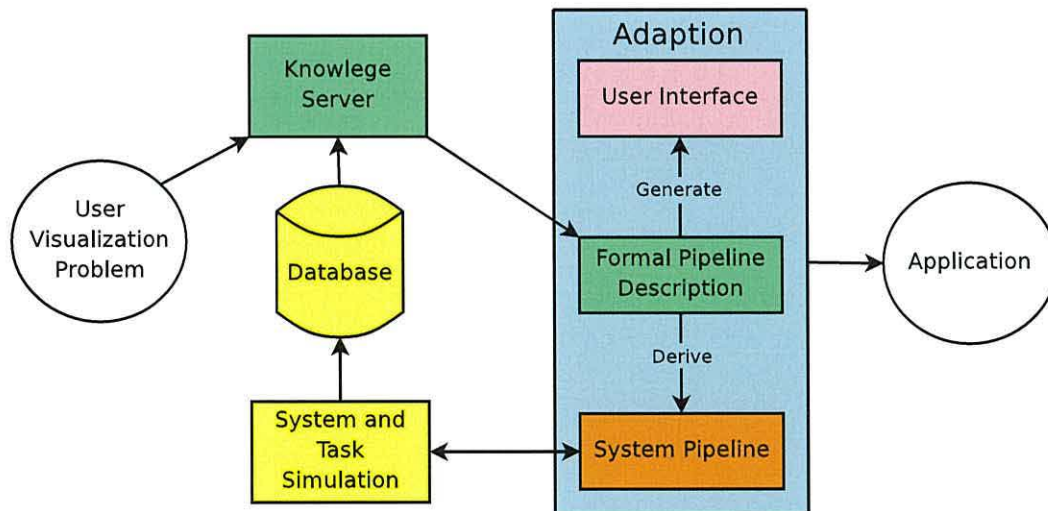 Adaption
Knowlege
Server
User Interface
User
Visualization
Problem
Generate
Database
Formal Pipeline
Description
Application
Derive
System and
Task
Simulation
System Pipeline